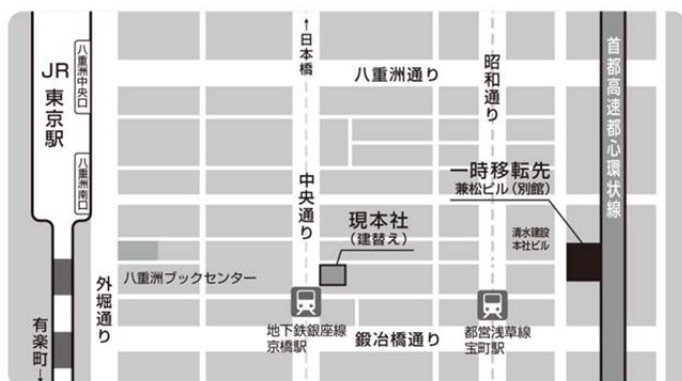 ↑日本橋
八重洲通り
昭和通り
首都高速都心環状線
JR
東京駅
八重洲中央口
八重洲南口
中央通り
一時移転先
兼松ビル(別館)
現本社
(建替え)
清水建設
本社ビル
八重洲ブックセンター
外堀通り
地下鉄銀座線
京橋駅
鍛冶橋通り
都営浅草線
宝町駅
有楽町↓